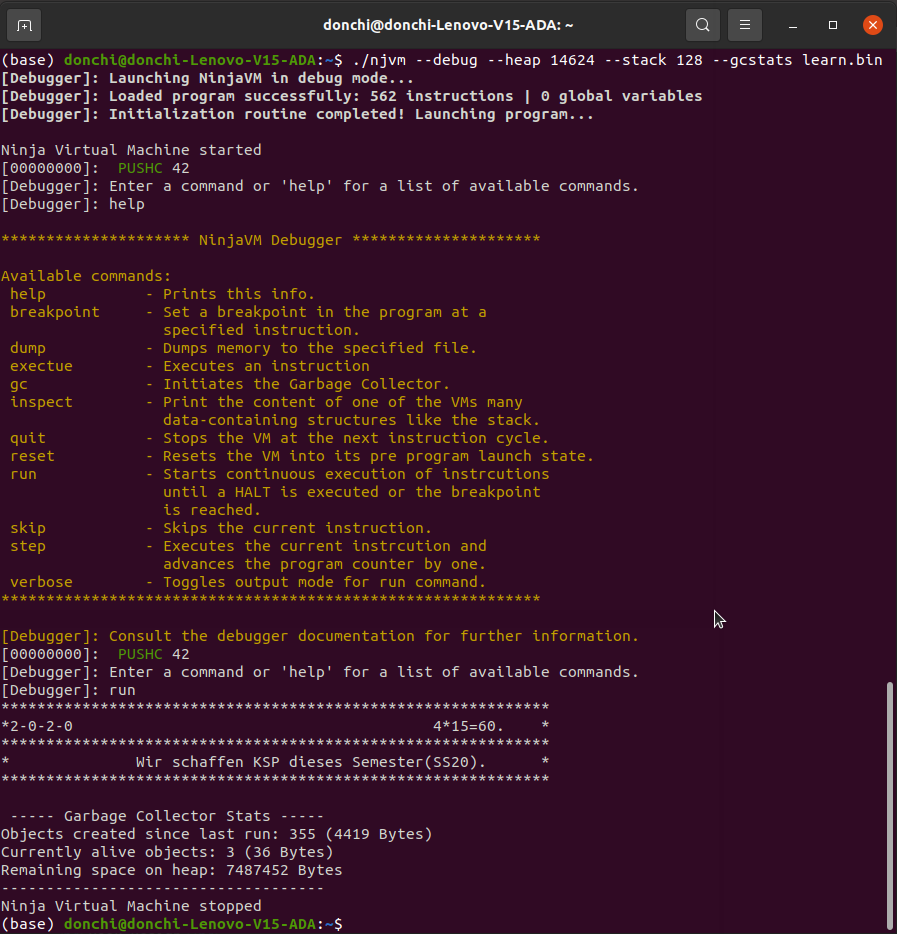 donchi@donchi-Lenovo-V15-ADA: ~
(base) donchi@donchi-Lenovo-V15-ADA:~$ ./njvm --debug --heap 14624 --stack 128 --gcstats learn.bin
[Debugger]: Launching NinjaVM in debug mode...
[Debugger]: Loaded program successfully: 562 instructions | 0 global variables
[Debugger]: Initialization routine completed! Launching program...

Ninja Virtual Machine started
[00000000]:  PUSHC 42
[Debugger]: Enter a command or 'help' for a list of available commands.
[Debugger]: help

********************* NinjaVM Debugger *********************

Available commands:
 help           - Prints this info.
 breakpoint     - Set a breakpoint in the program at a
                  specified instruction.
 dump           - Dumps memory to the specified file.
 exectue        - Executes an instruction
 gc             - Initiates the Garbage Collector.
 inspect        - Print the content of one of the VMs many
                  data-containing structures like the stack.
 quit           - Stops the VM at the next instruction cycle.
 reset          - Resets the VM into its pre program launch state.
 run            - Starts continuous execution of instrcutions
                  until a HALT is executed or the breakpoint
                  is reached.
 skip           - Skips the current instruction.
 step           - Executes the current instrcution and
                  advances the program counter by one.
 verbose        - Toggles output mode for run command.
************************************************************

[Debugger]: Consult the debugger documentation for further information.
[00000000]:  PUSHC 42
[Debugger]: Enter a command or 'help' for a list of available commands.
[Debugger]: run
*************************************************************
*2-0-2-0                                        4*15=60.    *
*************************************************************
*              Wir schaffen KSP dieses Semester(SS20).      *
*************************************************************

 ----- Garbage Collector Stats -----
Objects created since last run: 355 (4419 Bytes)
Currently alive objects: 3 (36 Bytes)
Remaining space on heap: 7487452 Bytes
------------------------------------
Ninja Virtual Machine stopped
(base) donchi@donchi-Lenovo-V15-ADA:~$